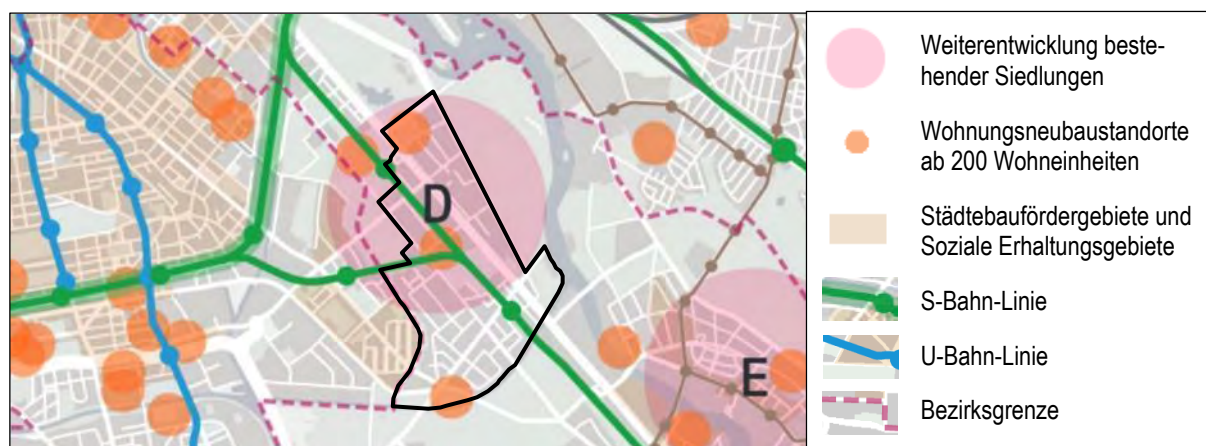 D
E
Weiterentwicklung beste-
hender Siedlungen
Wohnungsneubaustandorte
ab 200 Wohneinheiten
Städtebaufördergebiete und
Soziale Erhaltungsgebiete
S-Bahn-Linie
U-Bahn-Linie
Bezirksgrenze